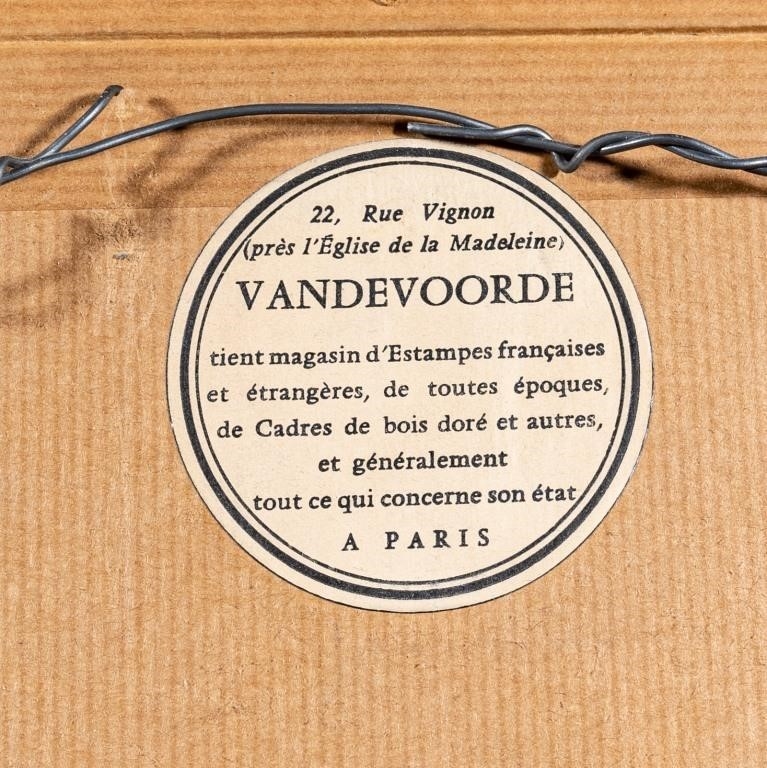 22, Rue Vignon
(près l'Église de la Madeleine)
VANDEVOORDE
tient magasin d'Estampes françaises
et étrangères, de toutes époques,
de Cadres de bois doré et autres,
et généralement
tout ce qui concerne son état
A PARIS